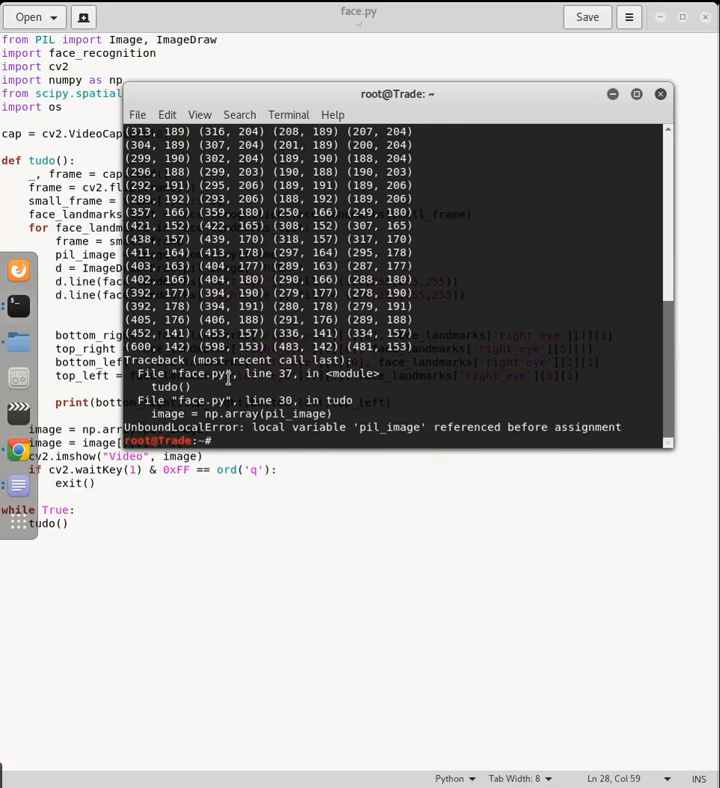 Open
face.py
~/
Save
from PIL import Image, ImageDraw
import face_recognition
import cv2
import numpy as np
from scipy.spatial
import os
cap = cv2.VideoCap
def tudo():
_, frame = cap
frame = cv2.fl
small_frame =
face_landmarks
for face_landm
frame = sm
pil_image
d = ImageD
d.line(fac
d.line(fac
bottom_rig
top_right
bottom_lef
top_left =
print(bott
image = np.arr
image = image[
cv2.imshow("Video", image)
if cv2.waitKey(1) & 0xFF == ord('q'):
exit()
while True:
tudo()
root@Trade: ~
File Edit View Search Terminal Help
(313, 189) (316, 204) (208, 189) (207, 204)
(304, 189) (307, 204) (201, 189) (200, 204)
(299, 190) (302, 204) (189, 190) (188, 204)
(296, 188) (299, 203) (190, 188) (190, 203)
(292, 191) (295, 206) (189, 191) (189, 206)
(289, 192) (293, 206) (188, 192) (189, 206)
(357, 166) (359, 180) (250, 166) (249, 180)
(421, 152) (422, 165) (308, 152) (307, 165)
(438, 157) (439, 170) (318, 157) (317, 170)
(411, 164) (413, 178) (297, 164) (295, 178)
(403, 163) (404, 177) (289, 163) (287, 177)
(402, 166) (404, 180) (290, 166) (288, 180)
(392, 177) (394, 190) (279, 177) (278, 190)
(392, 178) (394, 191) (280, 178) (279, 191)
(405, 176) (406, 188) (291, 176) (289, 188)
(452, 141) (453, 157) (336, 141) (334, 157)
(600, 142) (598, 153) (483, 142) (481, 153)
Traceback (most recent call last):
File "face.py", line 37, in <module>
tudo()
File "face.py", line 30, in tudo
image = np.array(pil_image)
UnboundLocalError: local variable 'pil_image' referenced before assignment
root@Trade:~#
Python Tab Width: 8 Ln 28, Col 59 INS